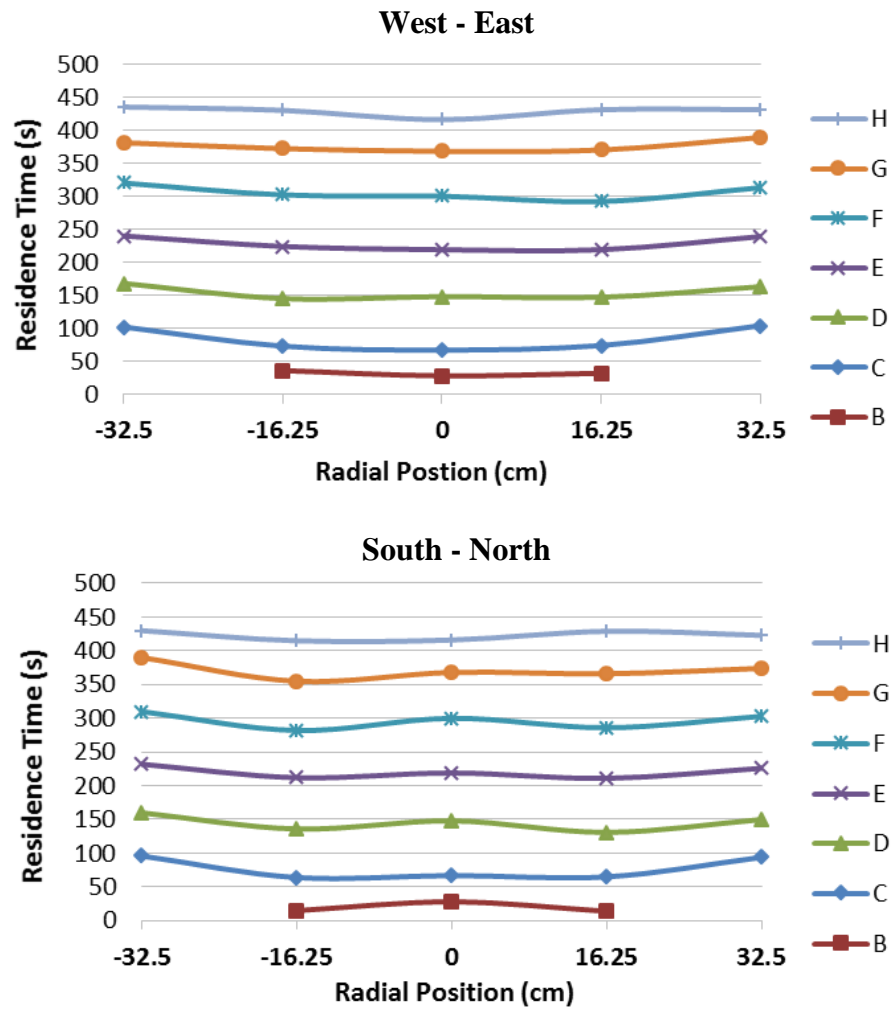 West - East
500
450
400
350
300
250
200
150
100
50
0
Residence Time (s)
-32.5 -16.25 0 16.25 32.5
Radial Postion (cm)
H
G
F
E
D
C
B
South - North
500
450
400
350
300
250
200
150
100
50
0
Residence Time (s)
-32.5 -16.25 0 16.25 32.5
Radial Position (cm)
H
G
F
E
D
C
B